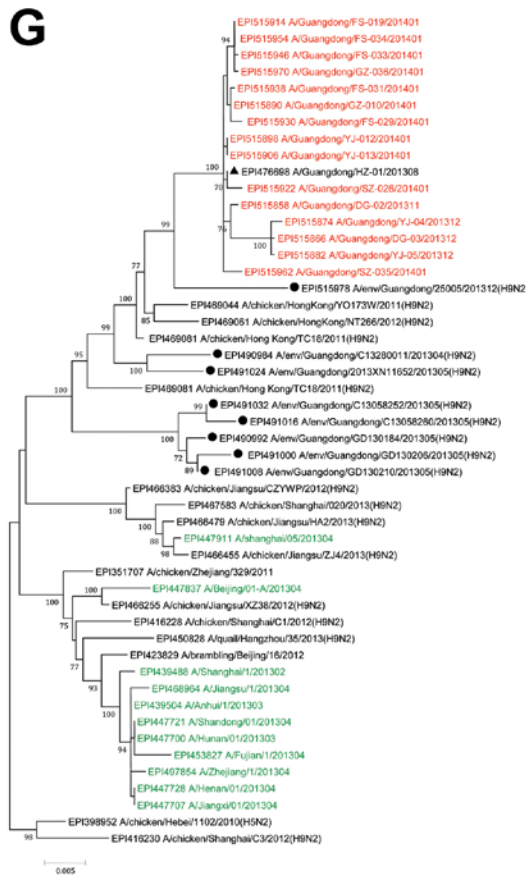 G
EPI515914 A/Guangdong/FS-019/201401
94
EPI515954 A/Guangdong/FS-034/201401
EPI515946 A/Guangdong/FS-033/201401
EPI515970 A/Guangdong/GZ-036/201401
EPI515938 A/Guangdong/FS-031/201401
EPI515890 A/Guangdong/GZ-010/201401
EPI515930 A/Guangdong/FS-029/201401
EPI515898 A/Guangdong/YJ-012/201401
EPI515906 A/Guangdong/YJ-013/201401
100
EPI476698 A/Guangdong/HZ-01/201308
70
EPI515922 A/Guangdong/SZ-026/201401
EPI515858 A/Guangdong/DG-02/201311
76
EPI515874 A/Guangdong/YJ-04/201312
99
EPI515866 A/Guangdong/DG-03/201312
100
EPI515882 A/Guangdong/YJ-05/201312
EPI515962 A/Guangdong/SZ-035/201401
77
EPI515978 A/env/Guangdong/25005/201312(H9N2)
EPI469044 A/chicken/HongKong/YO173W/2011(H9N2)
85
EPI469051 A/chicken/HongKong/NT266/2012(H9N2)
99
EPI469081 A/chicken/Hong Kong/TC18/2011(H9N2)
95
EPI490984 A/env/Guangdong/C13280011/201304(H9N2)
100
EPI491024 A/env/Guangdong/2013XN11652/201305(H9N2)
EPI469081 A/chicken/Hong Kong/TC18/2011(H9N2)
100
EPI491032 A/env/Guangdong/C13058252/201305(H9N2)
99
EPI491016 A/env/Guangdong/C13058260/201305(H9N2)
100
EPI490992 A/env/Guangdong/GD130184/201305(H9N2)
72
EPI491000 A/env/Guangdong/GD130206/201305(H9N2)
89
EPI491008 A/env/Guangdong/GD130210/201305(H9N2)
EPI466383 A/chicken/Jiangsu/CZYWP/2012(H9N2)
EPI467583 A/chicken/Shanghai/020/2013(H9N2)
100
EPI466479 A/chicken/Jiangsu/HA2/2013(H9N2)
88
EPI447911 A/shanghai/05/201304
98
EPI466455 A/chicken/Jiangsu/ZJ4/2013(H9N2)
EPI351707 A/chicken/Zhejiang/329/2011
100
EPI447837 A/Beijing/01-A/201304
100
EPI466255 A/chicken/Jiangsu/XZ38/2012(H9N2)
75
EPI416228 A/chicken/Shanghai/C1/2012(H9N2)
EPI450828 A/quail/Hangzhou/35/2013(H9N2)
77
EPI423829 A/brambling/Beijing/16/2012
93
EPI439488 A/Shanghai/1/201302
EPI468964 A/Jiangsu/1/201304
100
EPI439504 A/Anhui/1/201303
EPI447721 A/Shandong/01/201304
EPI447700 A/Hunan/01/201303
94
EPI453827 A/Fujian/1/201304
EPI497854 A/Zhejiang/1/201304
EPI447728 A/Henan/01/201304
EPI447707 A/Jiangxi/01/201304
EPI398952 A/chicken/Hebei/1102/2010(H5N2)
98
EPI416230 A/chicken/Shanghai/C3/2012(H9N2)
0.005